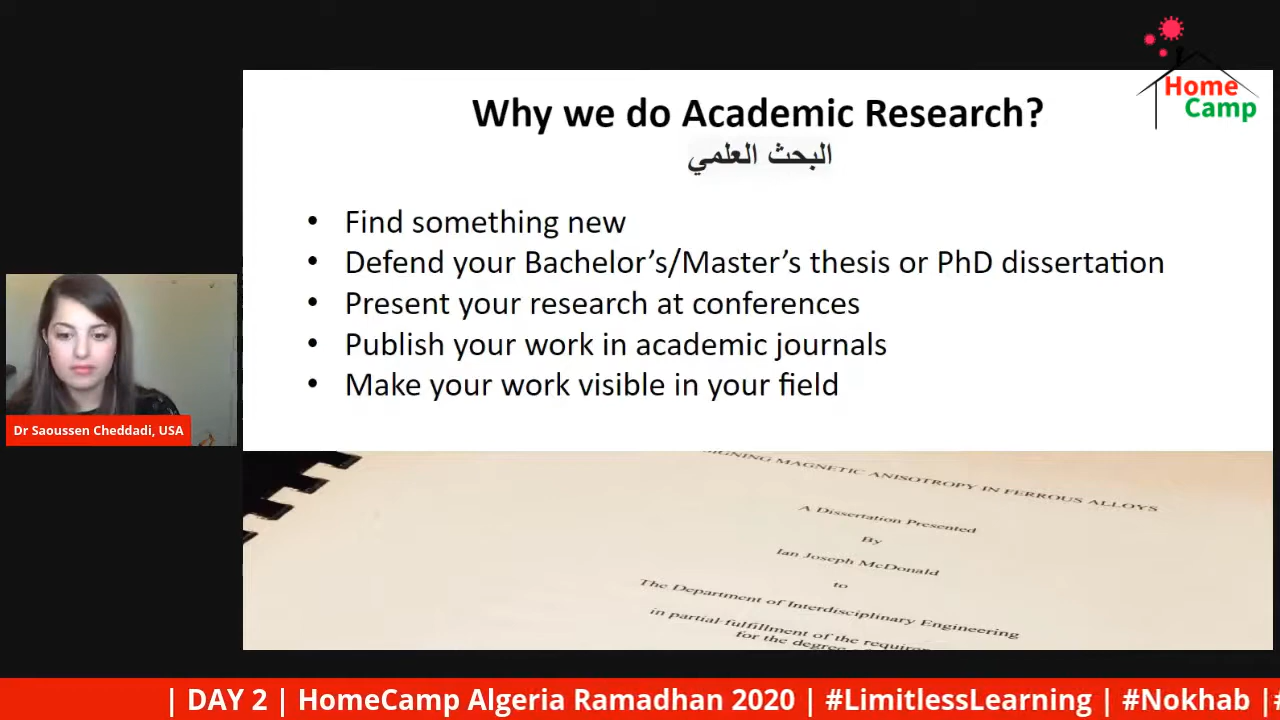 Home
Camp
Why we do Academic Research?
البحث العلمي
• Find something new
• Defend your Bachelor's/Master's thesis or PhD dissertation
• Present your research at conferences
• Publish your work in academic journals
• Make your work visible in your field
Dr Saoussen Cheddadi, USA
MAGNETIC ANISOTROPY IN FERROUS ALLOYS
A Dissertation Presented
By
Ian Joseph McDonald
to
The Department of Interdisciplinary Engineering
in partial fulfillment of the
for the degree
| DAY 2 | HomeCamp Algeria Ramadhan 2020 | #LimitlessLearning | #Nokhab |#